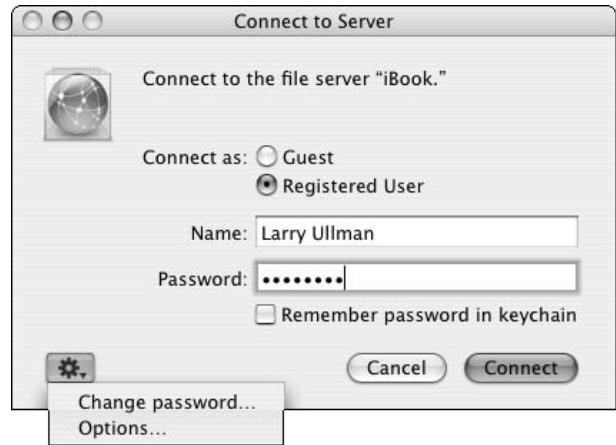 Connect to Server
Connect to the file server “iBook.”
Connect as: Guest
Registered User
Name: Larry Ullman
Password: ••••••••
Remember password in keychain
Cancel Connect
Change password...
Options...